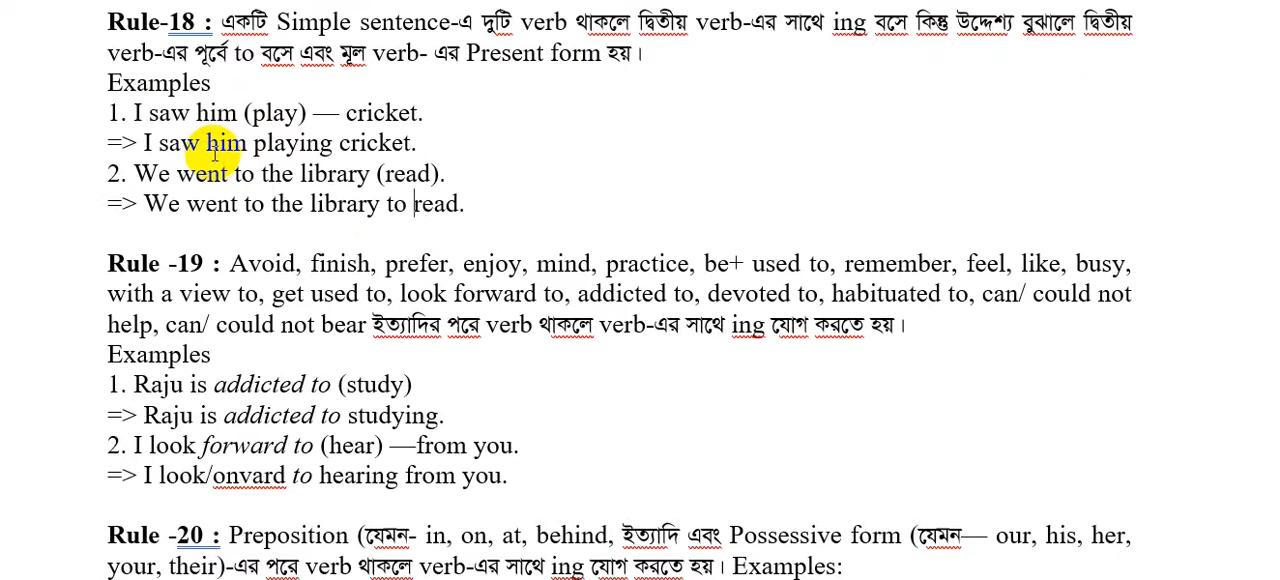 Rule-18 : একটি Simple sentence-এ দুটি verb থাকলে দ্বিতীয় verb-এর সাথে ing বসে কিন্তু উদ্দেশ্য বুঝালে দ্বিতীয়
verb-এর পূর্বে to বসে এবং মূল verb- এর Present form হয়।
Examples
1. I saw him (play) — cricket.
=> I saw him playing cricket.
2. We went to the library (read).
=> We went to the library to read.
Rule -19 : Avoid, finish, prefer, enjoy, mind, practice, be+ used to, remember, feel, like, busy,
with a view to, get used to, look forward to, addicted to, devoted to, habituated to, can/ could not
help, can/ could not bear ইত্যাদির পরে verb থাকলে verb-এর সাথে ing যোগ করতে হয়।
Examples
1. Raju is addicted to (study)
=> Raju is addicted to studying.
2. I look forward to (hear) —from you.
=> I look/onvard to hearing from you.
Rule -20 : Preposition (যেমন- in, on, at, behind, ইত্যাদি এবং Possessive form (যেমন— our, his, her,
your, their)-এর পরে verb থাকলে verb-এর সাথে ing যোগ করতে হয়। Examples: